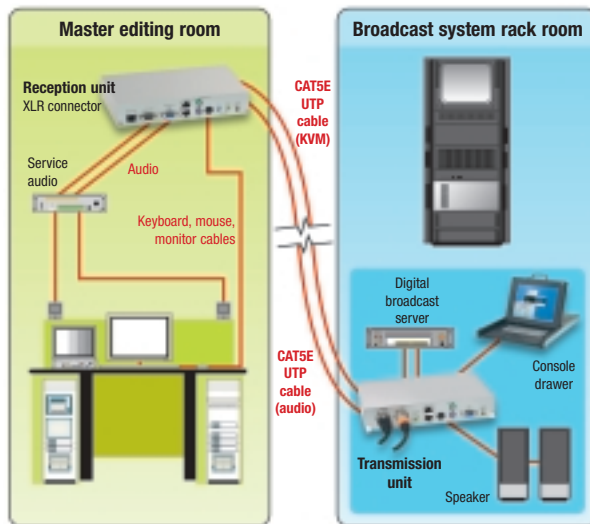 Master editing room
Reception unit
XLR connector
Service
audio
Audio
Keyboard, mouse,
monitor cables
CAT5E
UTP
cable
(KVM)
CAT5E
UTP
cable
(audio)
Broadcast system rack room
Digital
broadcast
server
Console
drawer
Transmission
unit
Speaker